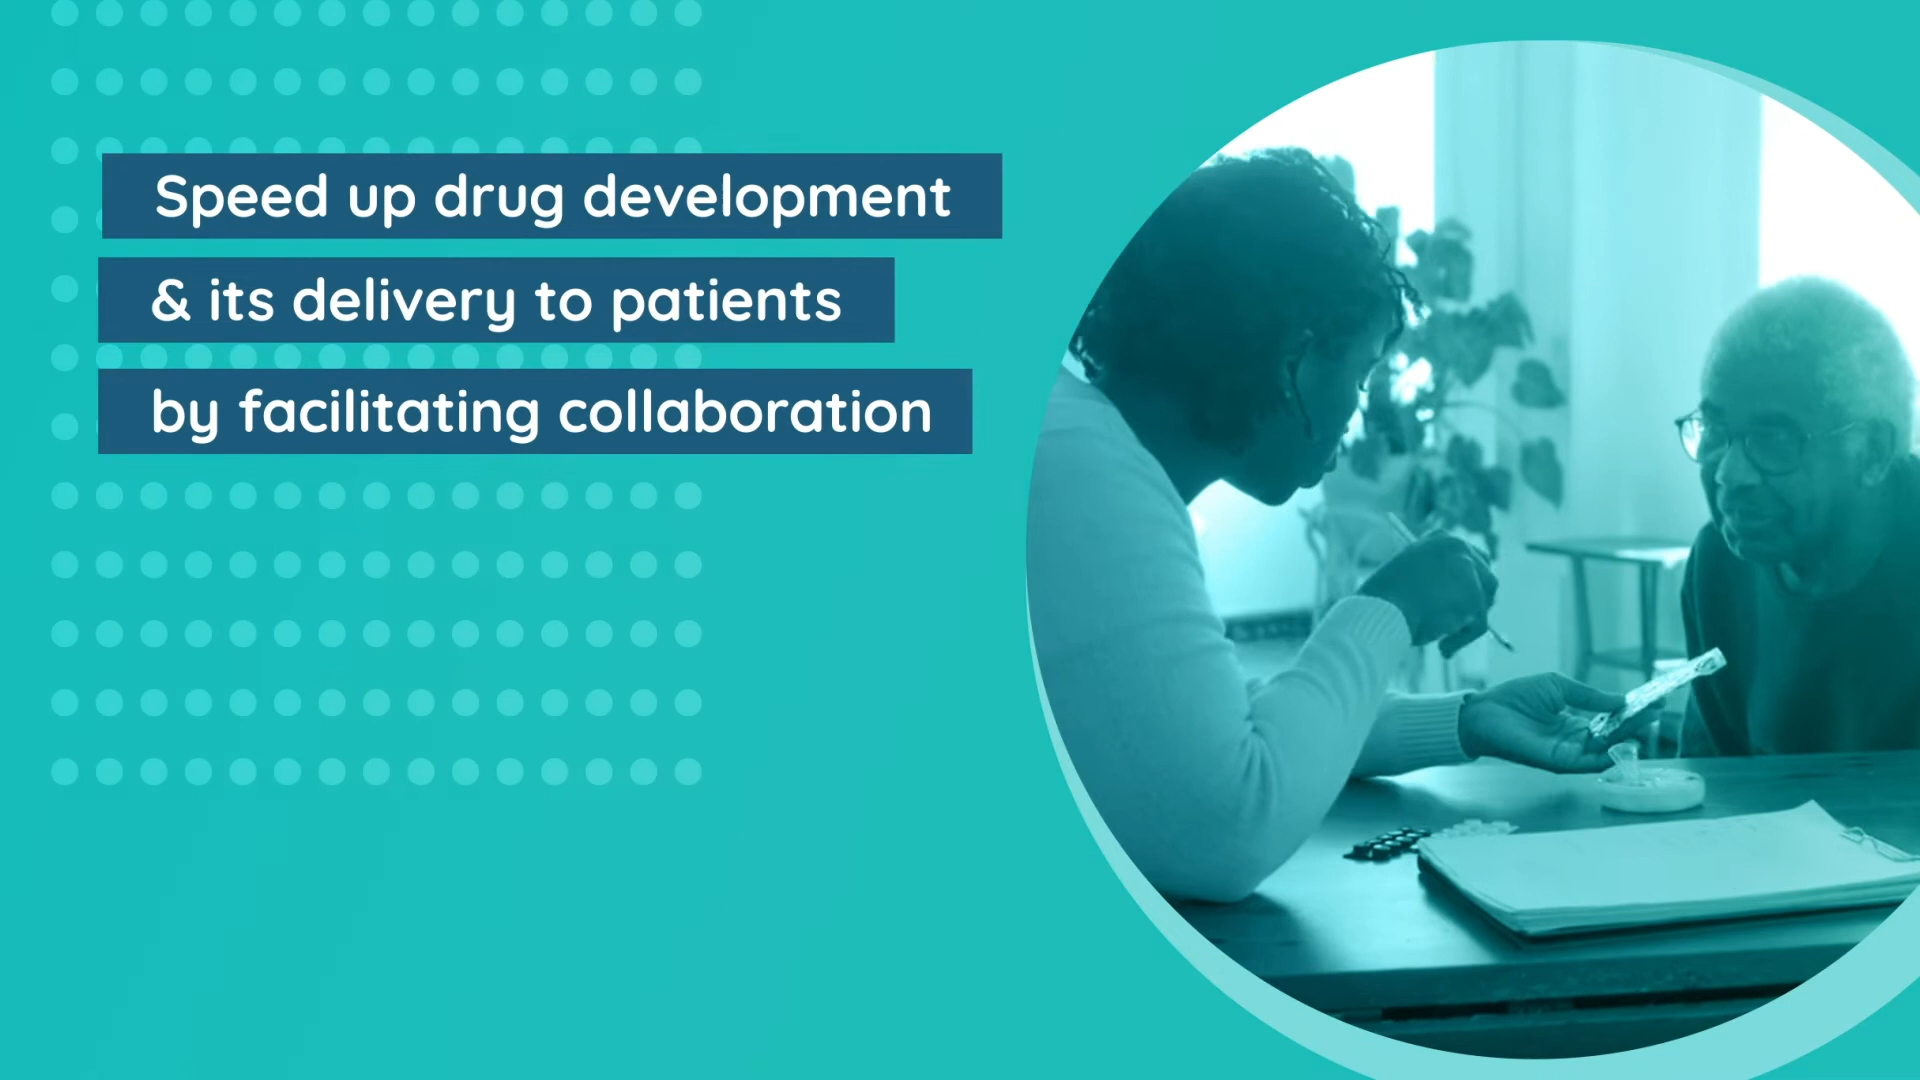 Speed up drug development
& its delivery to patients
by facilitating collaboration